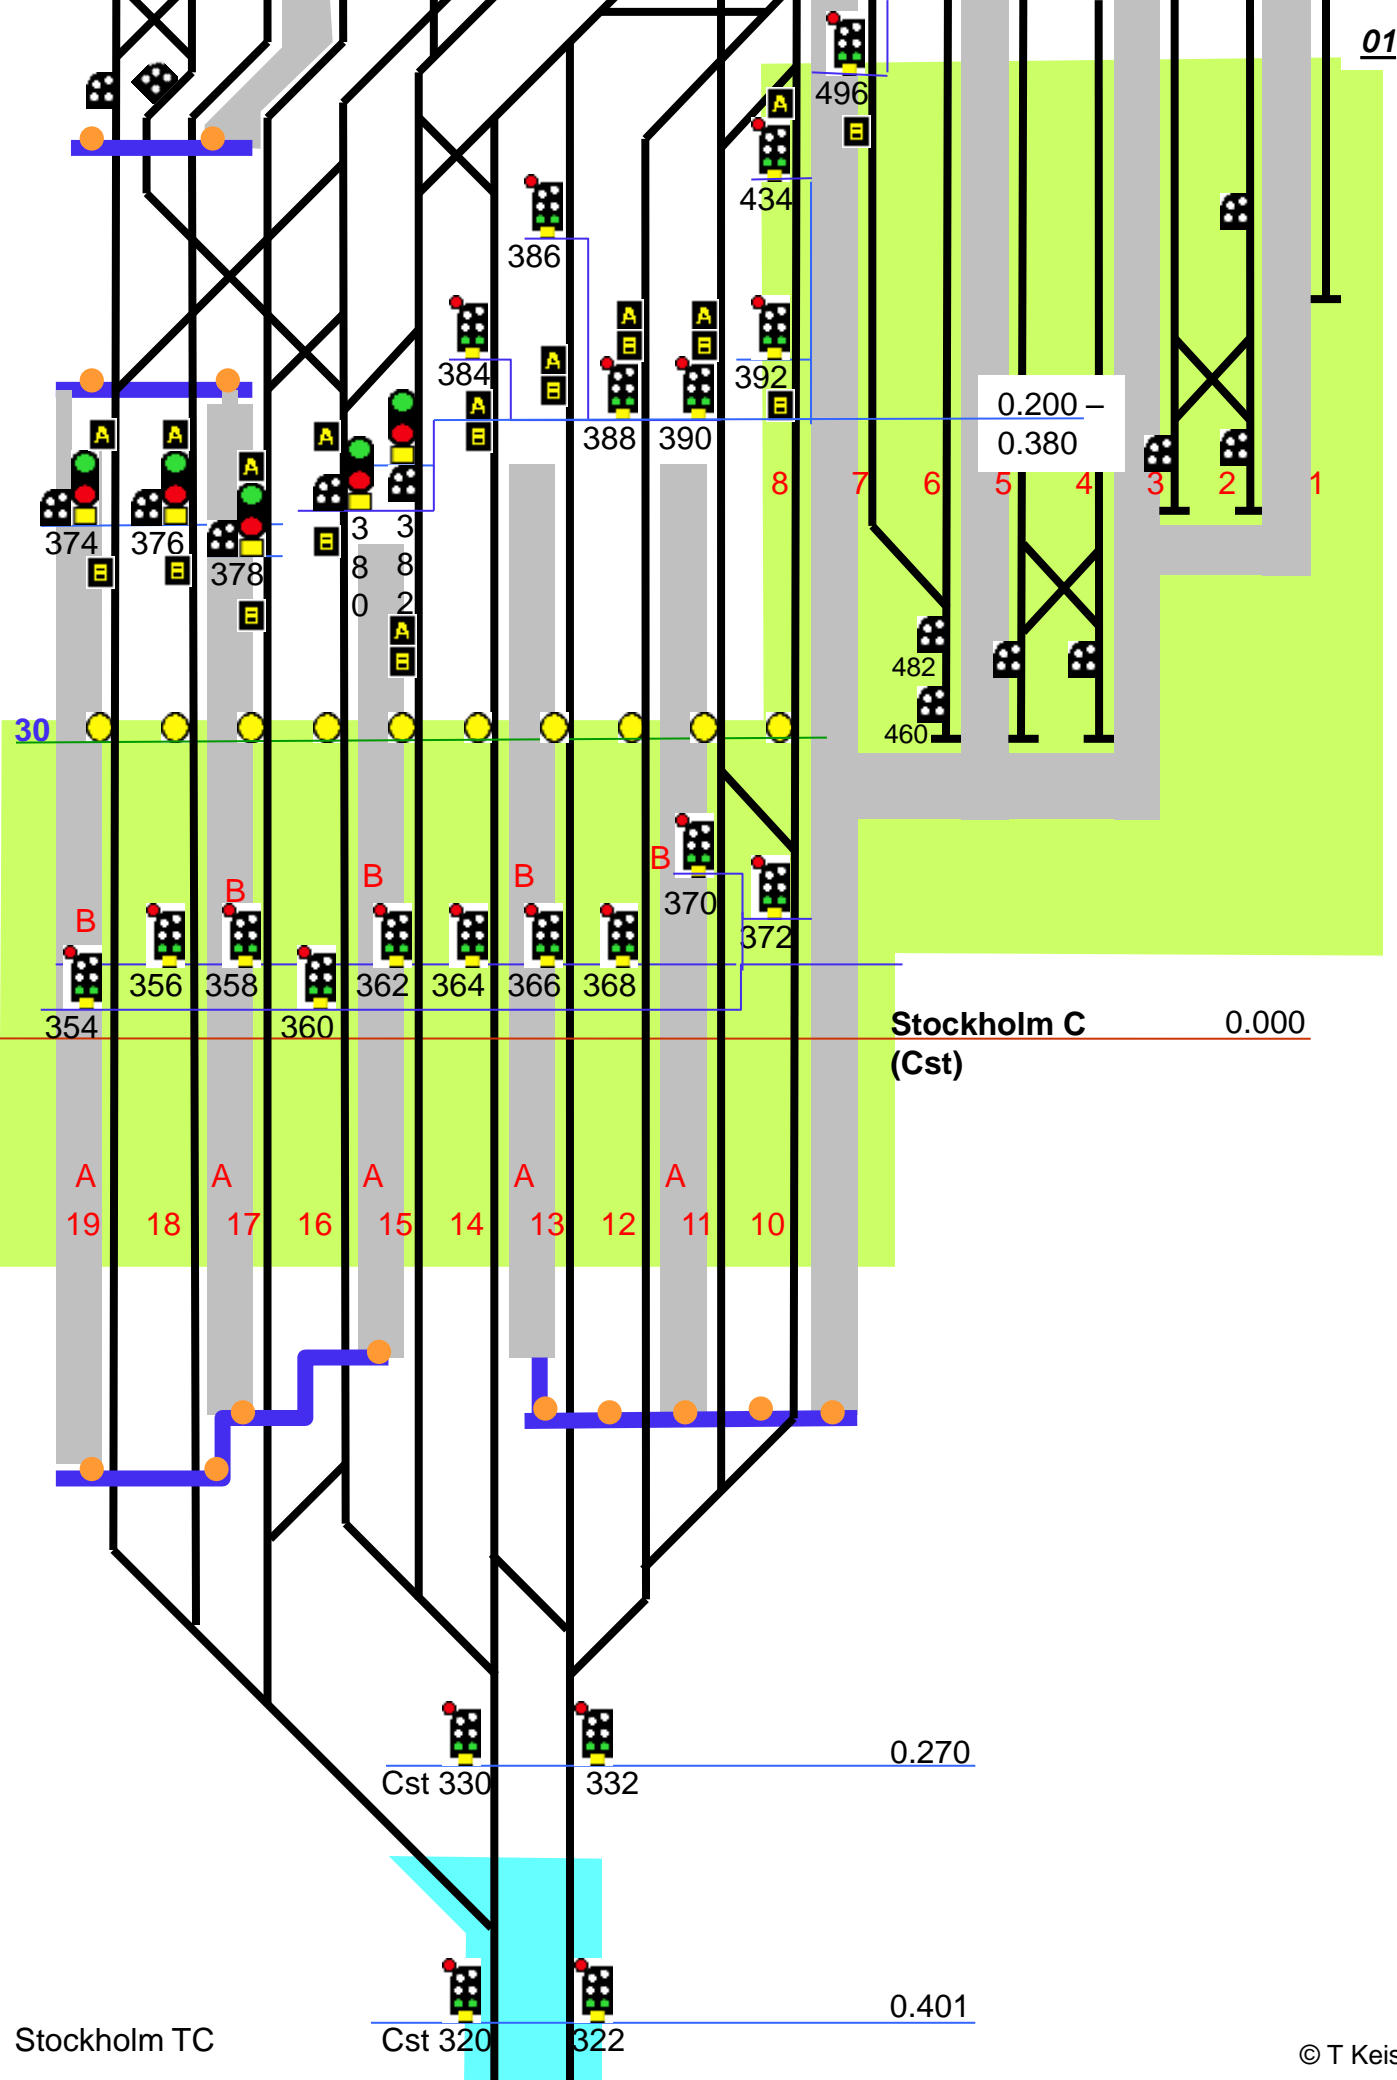 01
496
A
B
434
386
A
A
A
B
B
384
392
388
390
B
0.200 –
0.380
A
B
A
B
A
A
A
A
8
7
6
5
4
3
2
1
374
376
378
3
8
0
3
8
2
B
B
B
B
A
B
482
460
30
B
B
B
B
B
370
372
354
356
358
360
362
364
366
368
Stockholm C
(Cst)
0.000
A
A
A
A
A
19
18
17
16
15
14
13
12
11
10
Cst 330
332
0.270
Cst 320
322
0.401
Stockholm TC
© T Keis